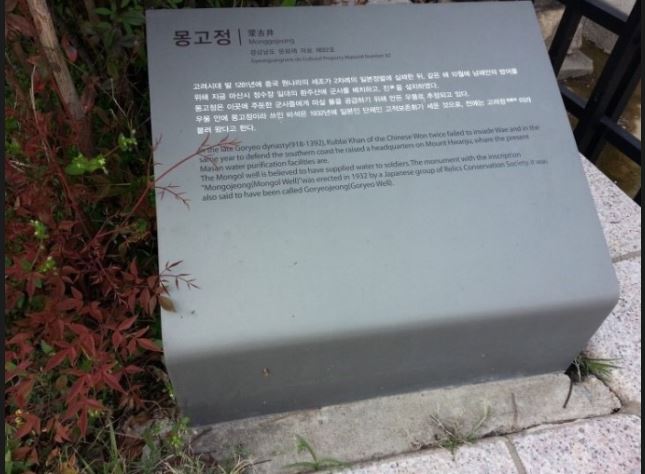 몽고정 | 蒙古井
Mongojeong
경상남도 문화재 자료 제82호
Gyeongsangnam-do Cultural Property Material Number 82
고려시대 말 1281년에 중국 원나라의 세조가 2차례의 일본정벌에 실패한 뒤, 같은 해 10월에 남해안의 방어를
위해 지금 마산시 정수장 일대의 환주산에 군사를 배치하고, 진을 설치하였다.
몽고정은 이곳에 주둔한 군사들에게 마실 물을 공급하기 위해 만든 우물로 추정되고 있다.
우물 안에 몽고정이라 쓰인 비석은 1932년에 일본인 단체인 고적보존회가 세운 것으로, 전에는 고려정 이라
불러 왔다고 한다.
In the late Goryeo dynasty(918-1392), Kublai Khan of the Chinese Won twice failed to invade Wae and in the
same year to defend the southern coast he raised a headquarters on Mount Hwanju, where the present
Masan water purification facilities are.
The Mongol well is believed to have supplied water to soldiers. The monument with the inscription
"Mongojeong(Mongol Well)"was erected in 1932 by a Japanese group of Relics Conservation Society. It was
also said to have been called Goryeojeong(Goryeo Well).